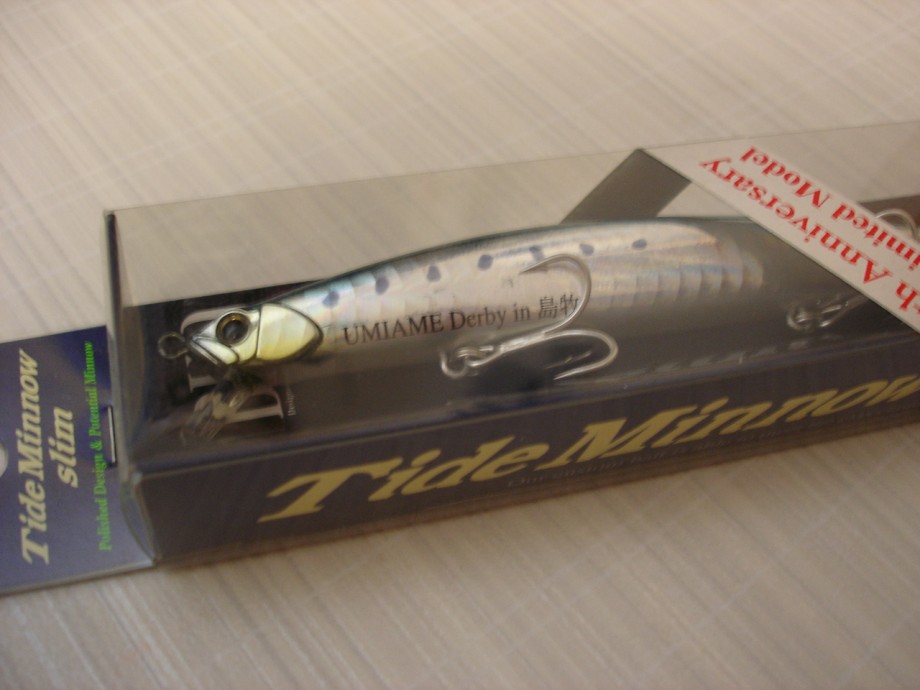 Tide Minnow
slim
Polished Design & Potential Minnow
UMIAME Derby in 島牧
Tide Minnow
h Anniversary
imited Model